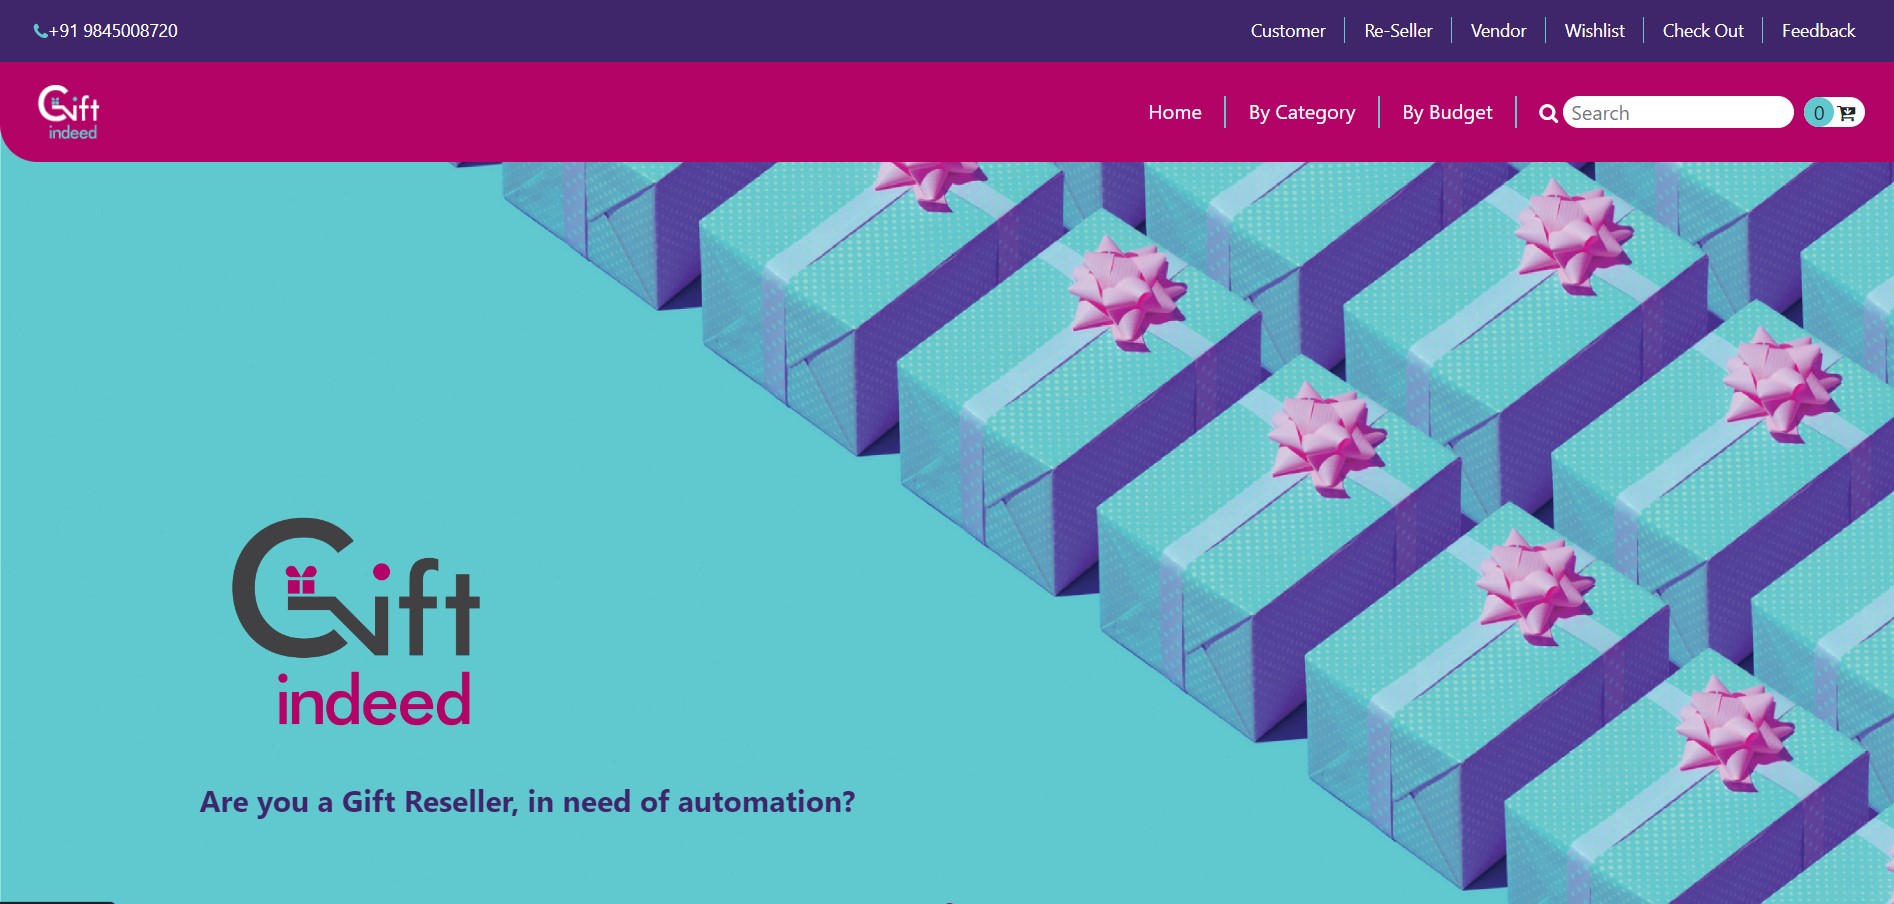 +91 9845008720
Customer Re-Seller Vendor Wishlist Check Out Feedback
Gift
indeed
Home By Category By Budget Search 0
Gift
indeed
Are you a Gift Reseller, in need of automation?